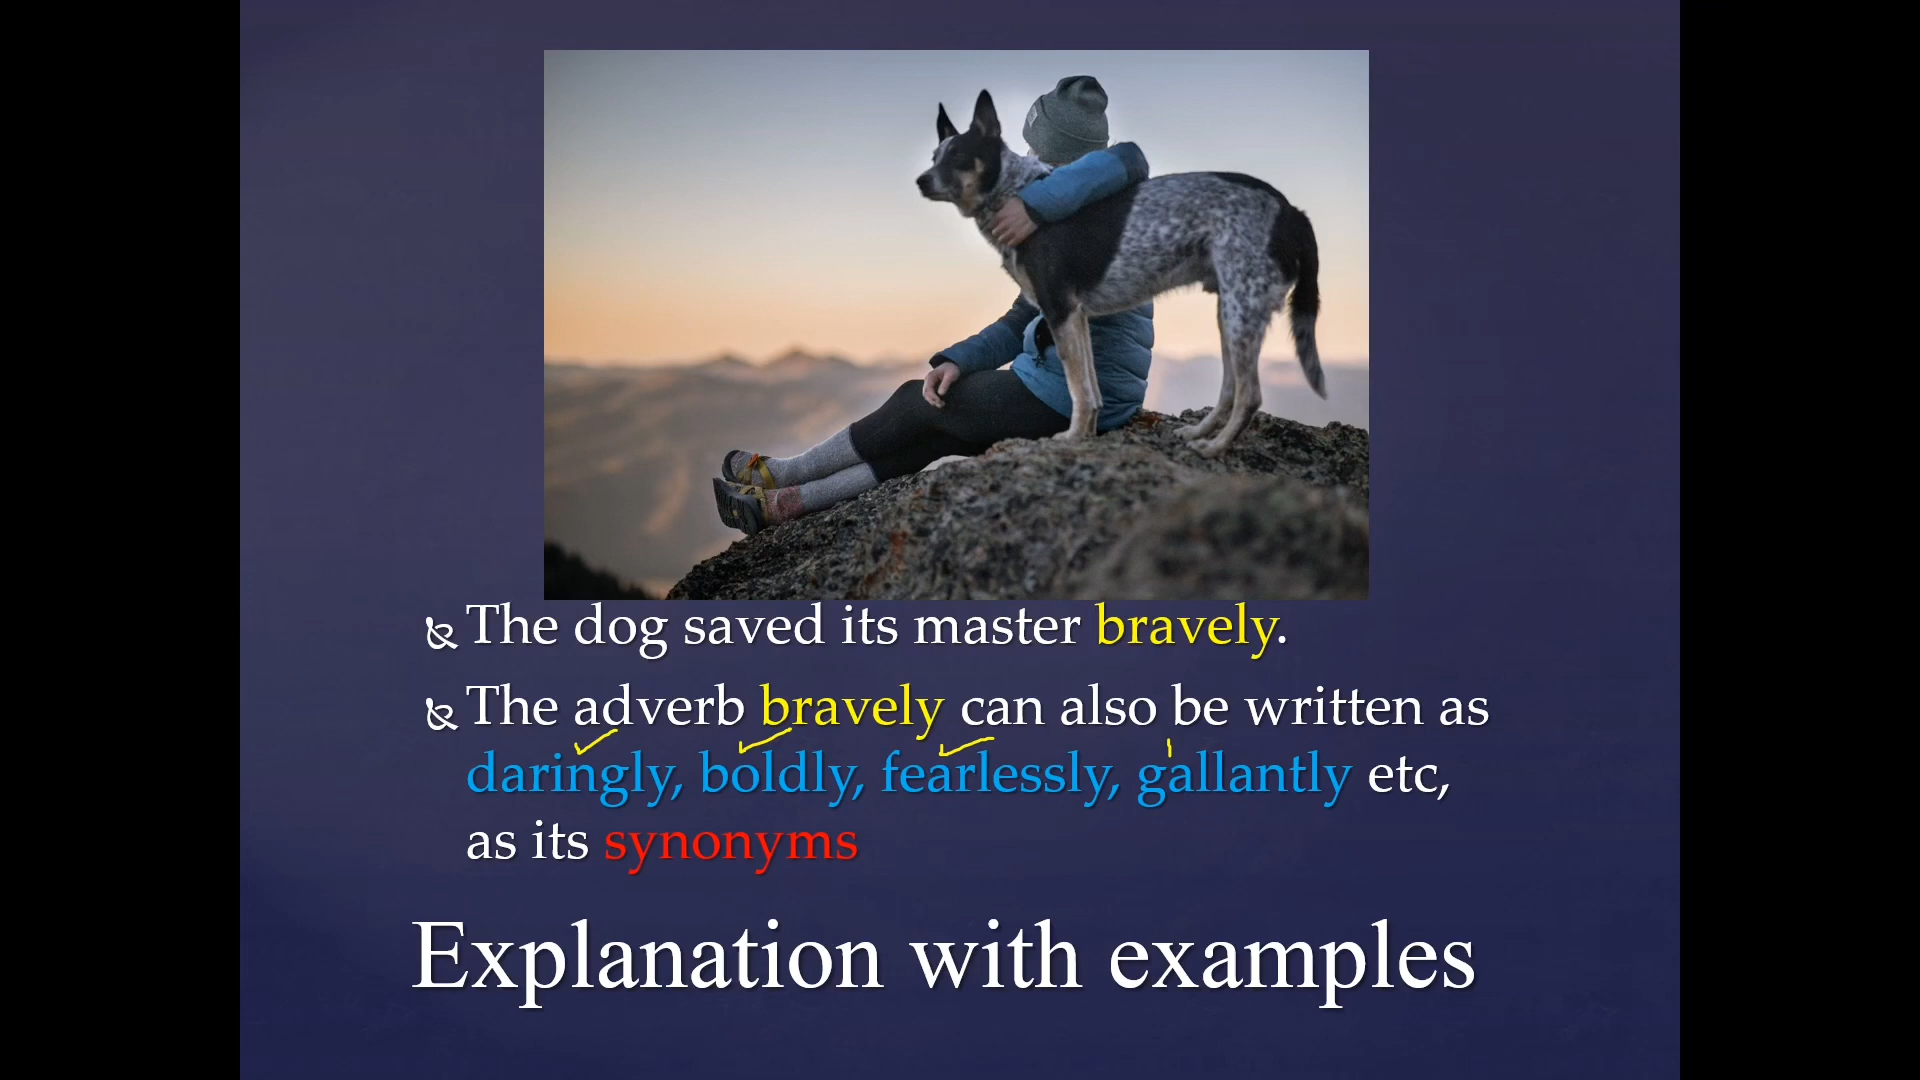 The dog saved its master bravely.
The adverb bravely can also be written as
daringly, boldly, fearlessly, gallantly etc,
as its synonyms
Explanation with examples